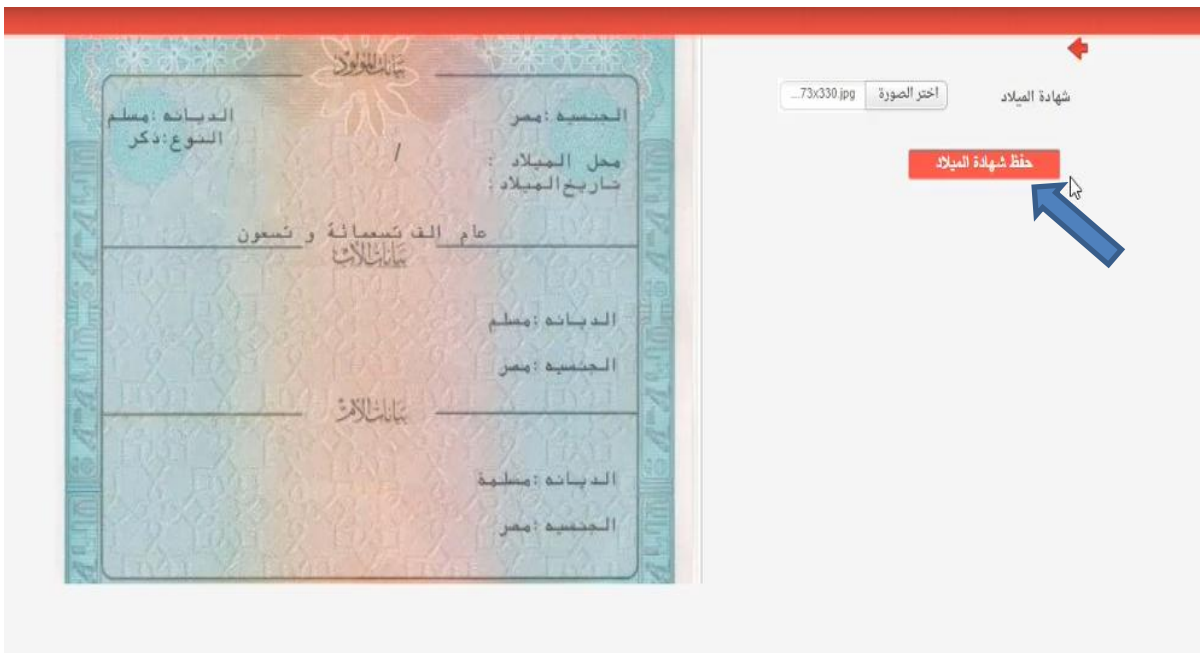 شهادة الميلاد
اختر الصورة
...73x330.jpg
حفظ شهادة الميلاد
بيانات المولود
الجنسيه :مصر
الديانه :مسلم
النوع:ذكر
محل الميلاد :
/
تاريخ الميلاد :
عام الف تسعمائة و تسعون
بيانات الأب
الديانه :مسلم
الجنسيه :مصر
بيانات الأم
الديانه :مسلمة
الجنسيه :مصر